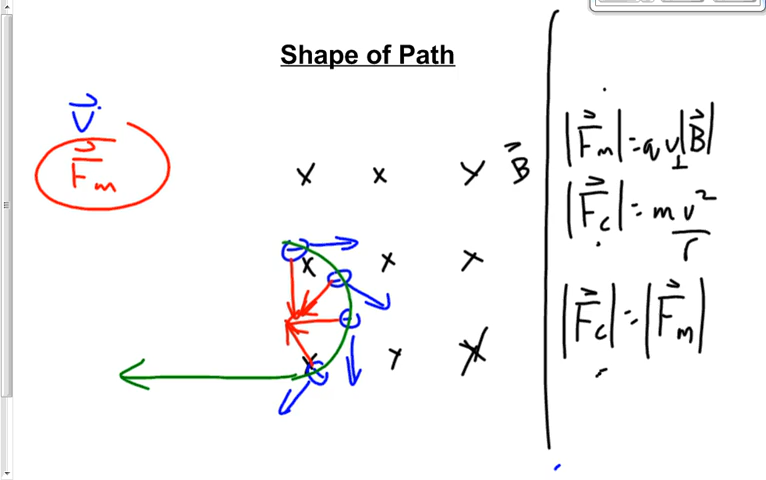 Shape of Path
V⃗
F⃗m
x x x B⃗
x x x
x x x
|F⃗m| = qv⊥|B⃗|
|F⃗c| = mv²/r
|F⃗c| = |F⃗m|